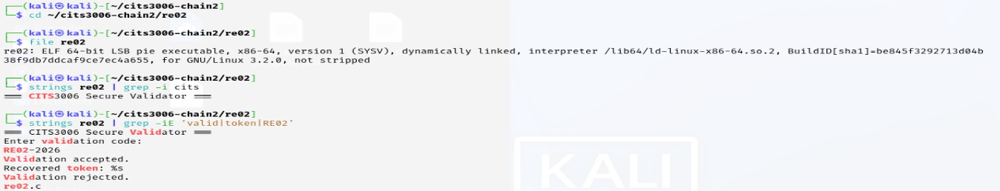 ┌──(kali㉿kali)-[~/cits3006-chain2]
└─$ cd ~/cits3006-chain2/re02
┌──(kali㉿kali)-[~/cits3006-chain2/re02]
└─$ file re02
re02: ELF 64-bit LSB pie executable, x86-64, version 1 (SYSV), dynamically linked, interpreter /lib64/ld-linux-x86-64.so.2, BuildID[sha1]=be845f3292713d04b
38f9db7ddcaf9ce7ec4a655, for GNU/Linux 3.2.0, not stripped
┌──(kali㉿kali)-[~/cits3006-chain2/re02]
└─$ strings re02 | grep -i cits
=== CITS3006 Secure Validator ===
┌──(kali㉿kali)-[~/cits3006-chain2/re02]
└─$ strings re02 | grep -iE 'valid|token|RE02'
=== CITS3006 Secure Validator ===
Enter validation code:
RE02-2026
Validation accepted.
Recovered token: %s
Validation rejected.
re02.c
KALI